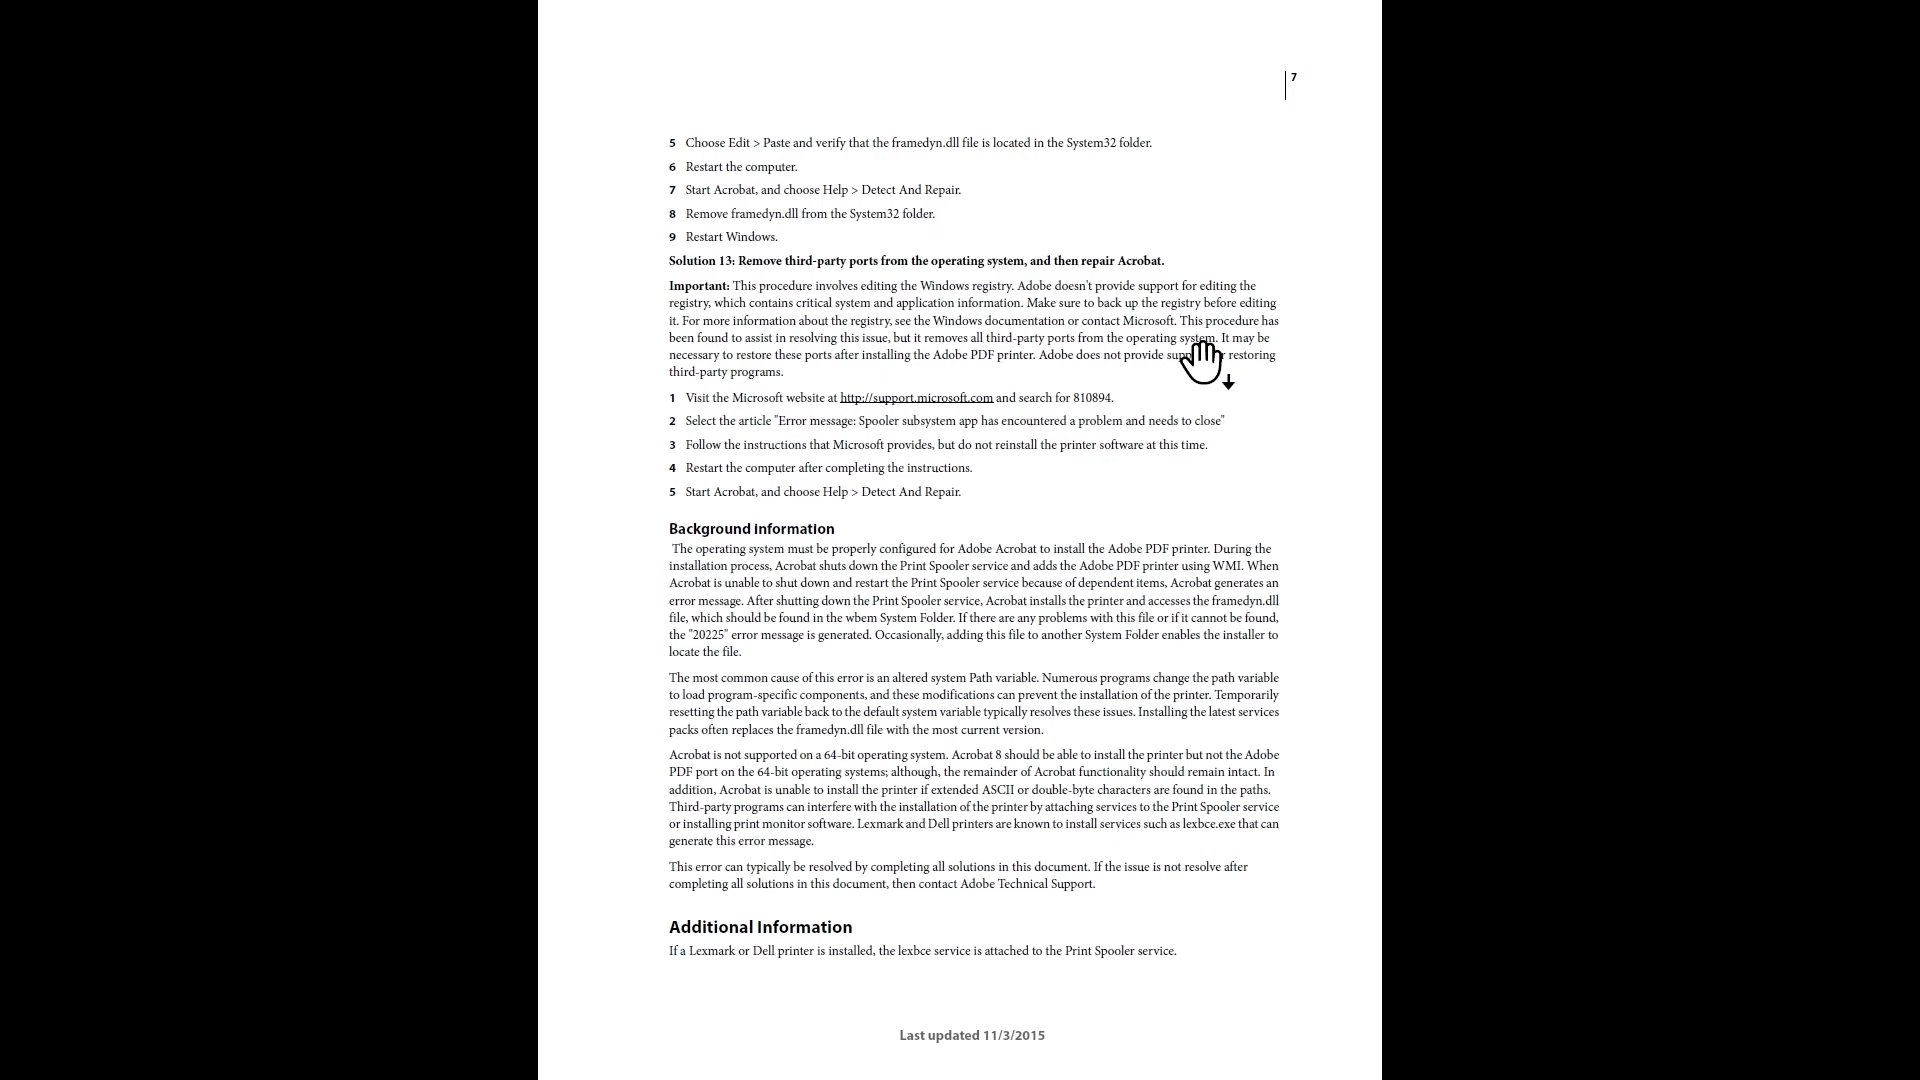 7
5 Choose Edit > Paste and verify that the framedyn.dll file is located in the System32 folder.
6 Restart the computer.
7 Start Acrobat, and choose Help > Detect And Repair.
8 Remove framedyn.dll from the System32 folder.
9 Restart Windows.
Solution 13: Remove third-party ports from the operating system, and then repair Acrobat.
Important: This procedure involves editing the Windows registry. Adobe doesn't provide support for editing the
registry, which contains critical system and application information. Make sure to back up the registry before editing
it. For more information about the registry, see the Windows documentation or contact Microsoft. This procedure has
been found to assist in resolving this issue, but it removes all third-party ports from the operating system. It may be
necessary to restore these ports after installing the Adobe PDF printer. Adobe does not provide restoring
third-party programs.
1 Visit the Microsoft website at http://support.microsoft.com and search for 810894.
2 Select the article "Error message: Spooler subsystem app has encountered a problem and needs to close"
3 Follow the instructions that Microsoft provides, but do not reinstall the printer software at this time.
4 Restart the computer after completing the instructions.
5 Start Acrobat, and choose Help > Detect And Repair.
Background information
The operating system must be properly configured for Adobe Acrobat to install the Adobe PDF printer. During the
installation process, Acrobat shuts down the Print Spooler service and adds the Adobe PDF printer using WMI. When
Acrobat is unable to shut down and restart the Print Spooler service because of dependent items, Acrobat generates an
error message. After shutting down the Print Spooler service, Acrobat installs the printer and accesses the framedyn.dll
file, which should be found in the wbem System Folder. If there are any problems with this file or if it cannot be found,
the "20225" error message is generated. Occasionally, adding this file to another System Folder enables the installer to
locate the file.
The most common cause of this error is an altered system Path variable. Numerous programs change the path variable
to load program-specific components, and these modifications can prevent the installation of the printer. Temporarily
resetting the path variable back to the default system variable typically resolves these issues. Installing the latest services
packs often replaces the framedyn.dll file with the most current version.
Acrobat is not supported on a 64-bit operating system. Acrobat 8 should be able to install the printer but not the Adobe
PDF port on the 64-bit operating systems; although, the remainder of Acrobat functionality should remain intact. In
addition, Acrobat is unable to install the printer if extended ASCII or double-byte characters are found in the paths.
Third-party programs can interfere with the installation of the printer by attaching services to the Print Spooler service
or installing print monitor software. Lexmark and Dell printers are known to install services such as lexbce.exe that can
generate this error message.
This error can typically be resolved by completing all solutions in this document. If the issue is not resolve after
completing all solutions in this document, then contact Adobe Technical Support.
Additional Information
If a Lexmark or Dell printer is installed, the lexbce service is attached to the Print Spooler service.
Last updated 11/3/2015